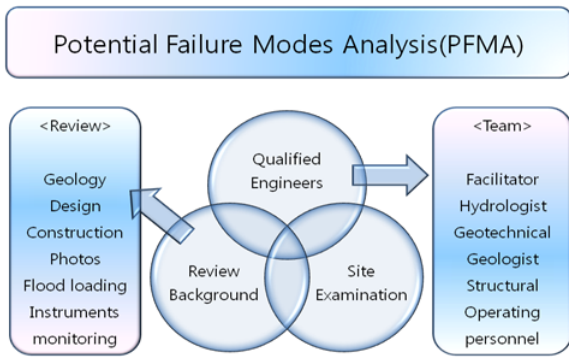 Potential Failure Modes Analysis(PFMA)
<Review>
Geology
Design
Construction
Photos
Flood loading
Instruments
monitoring
Qualified
Engineers
Review
Background
Site
Examination
<Team>
Facilitator
Hydrologist
Geotechnical
Geologist
Structural
Operating
personnel